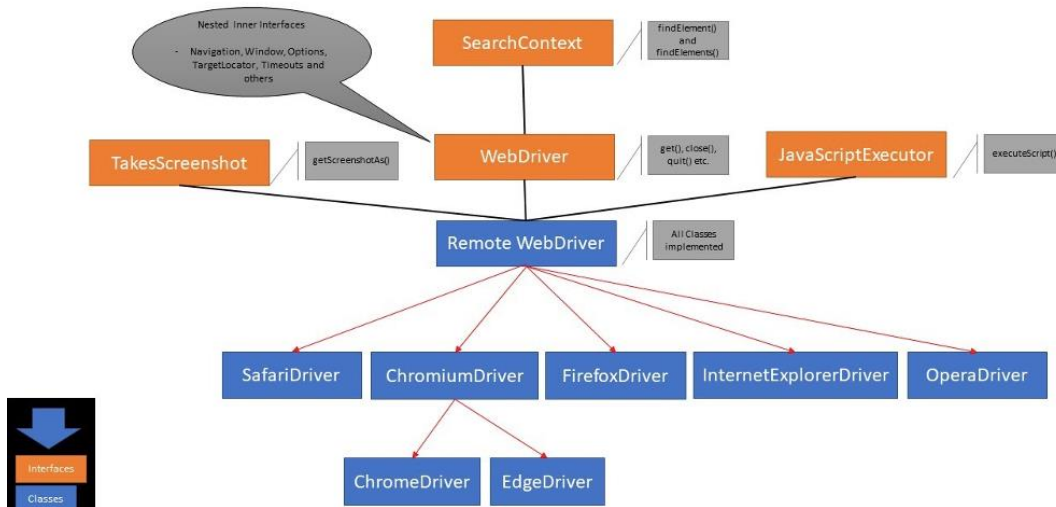 Nested Inner Interfaces
- Navigation, Window, Options,
TargetLocator, Timeouts and
others
SearchContext
findElement()
and
findElements()
TakesScreenshot
getScreenshotAs()
WebDriver
get(), close(),
quit() etc.
JavaScriptExecutor
executeScript()
Remote WebDriver
All Classes
implemented
SafariDriver
ChromiumDriver
FirefoxDriver
InternetExplorerDriver
OperaDriver
ChromeDriver
EdgeDriver
Interfaces
Classes